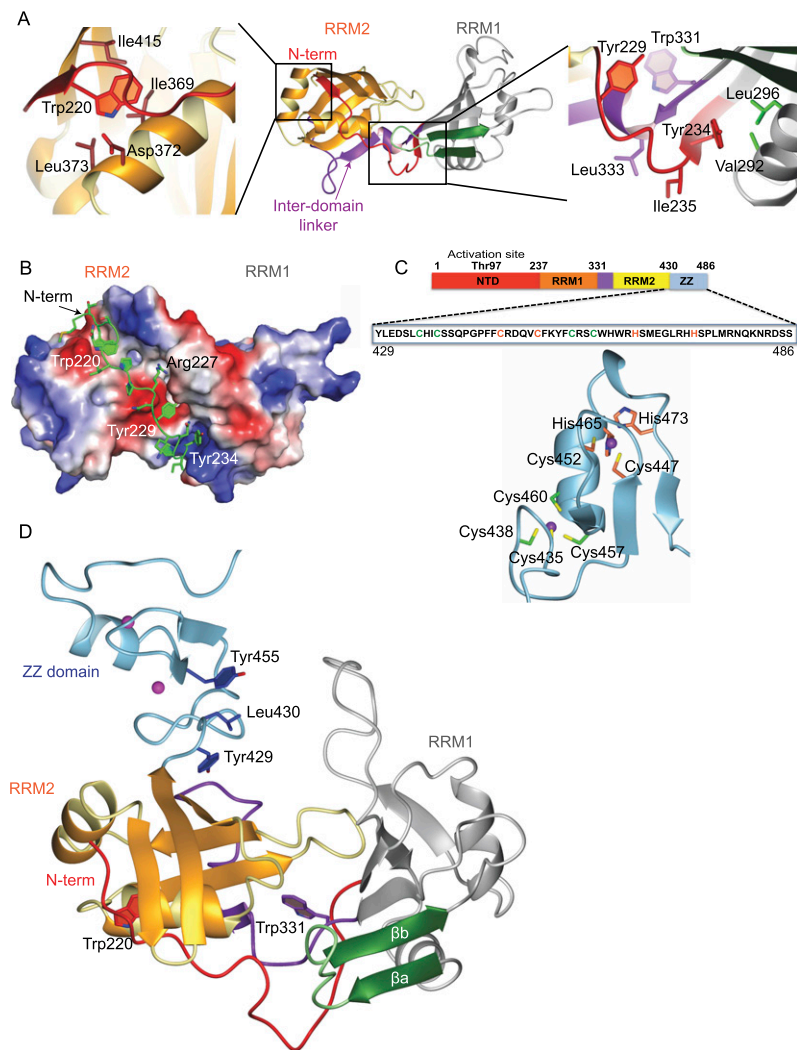 A
RRM2
RRM1
N-term
Ile415
Ile369
Trp220
Asp372
Leu373
Inter-domain
linker
Tyr229
Trp331
Leu296
Tyr234
Leu333
Val292
Ile235
B
RRM2
RRM1
N-term
Trp220
Arg227
Tyr229
Tyr234
C
Activation site
1 Thr97 237 331 430 486
NTD RRM1 RRM2 ZZ
YLEDSLCHICSSQPGPFFCRDQVCFKYFCRSCWHWRHSMEGLRHHSPLMRNQKNRDSS
429 486
His465
His473
Cys452
Cys447
Cys460
Cys438
Cys435
Cys457
D
ZZ domain
Tyr455
Leu430
Tyr429
RRM1
RRM2
N-term
Trp220
Trp331
βb
βa